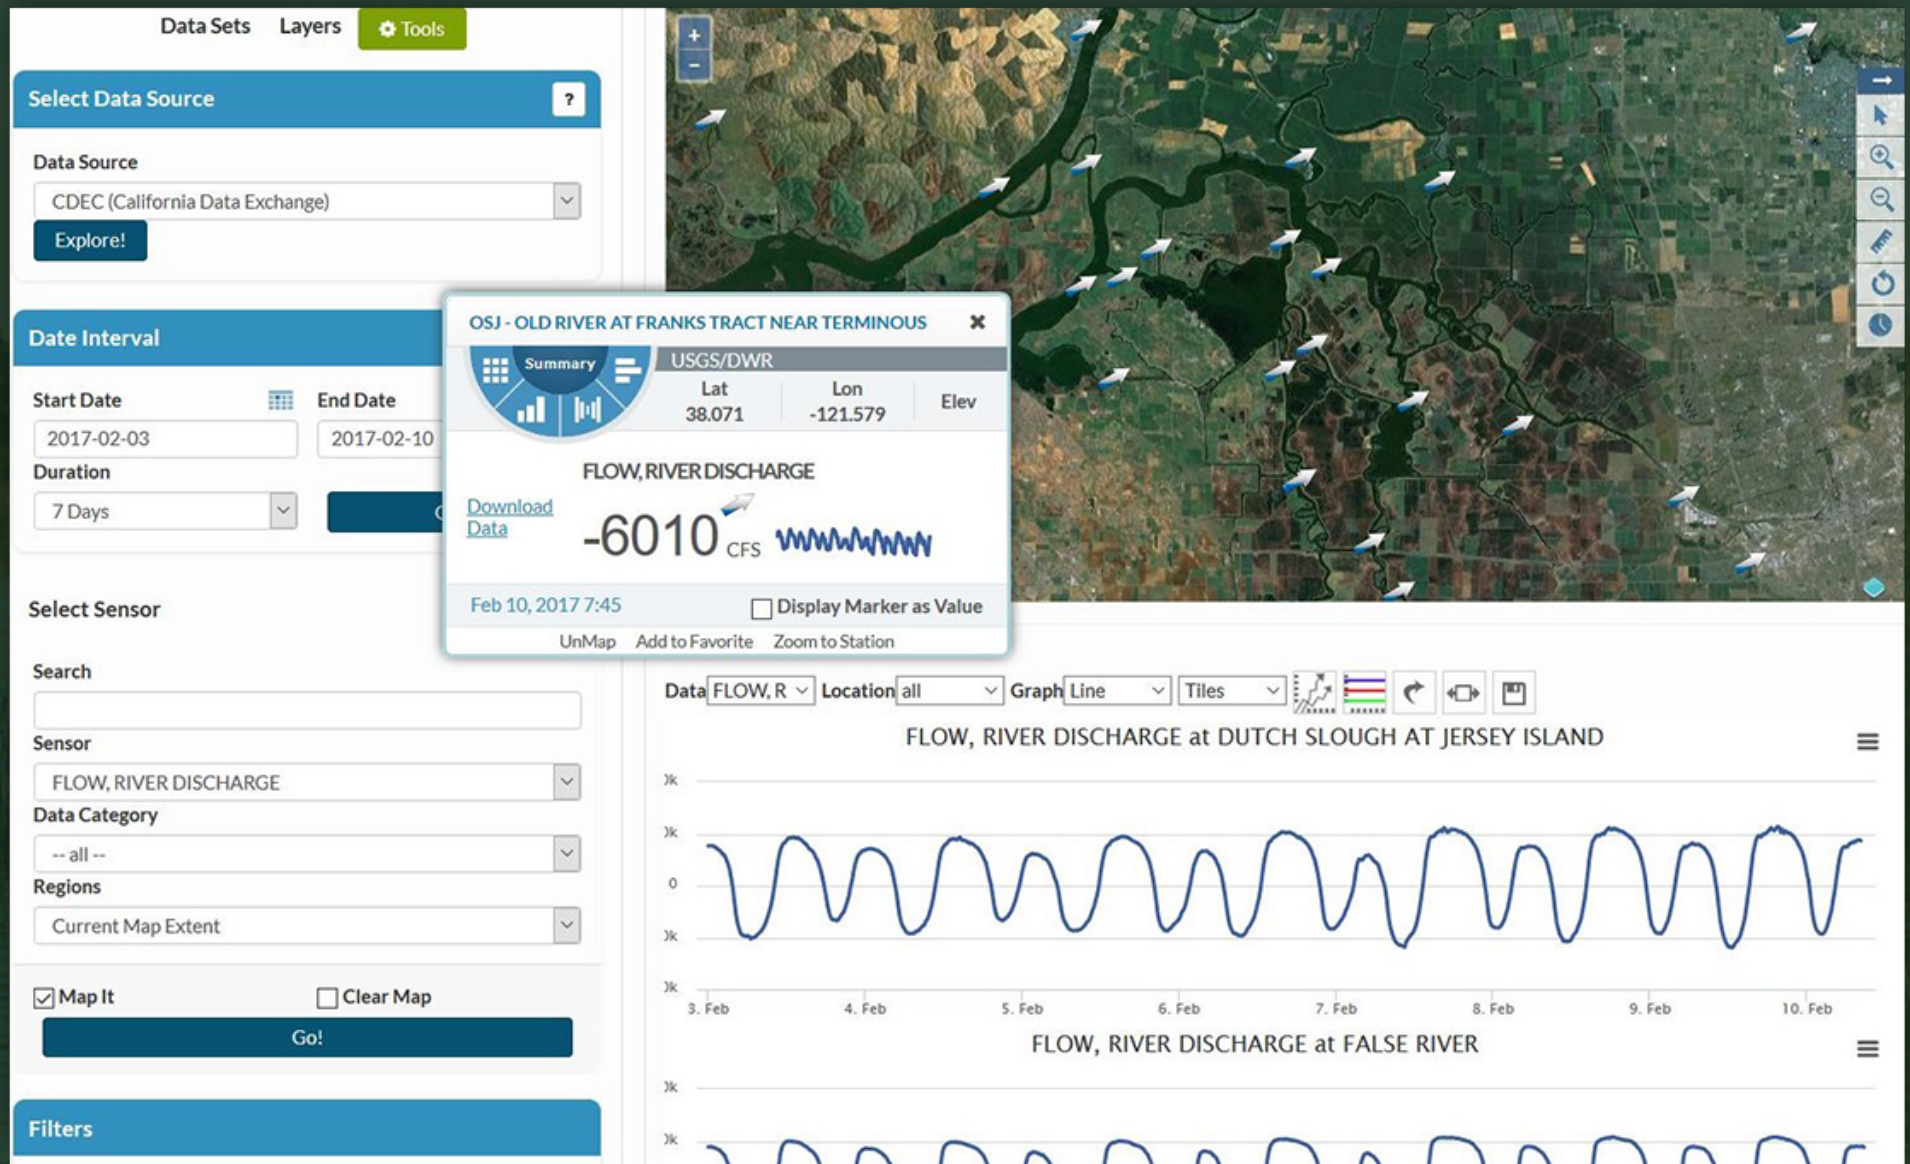 Data Sets Layers Tools
Select Data Source ?
Data Source
CDEC (California Data Exchange)
Explore!
Date Interval
Start Date End Date
2017-02-03 2017-02-10
Duration
7 Days
Select Sensor
Search
Sensor
FLOW, RIVER DISCHARGE
Data Category
-- all --
Regions
Current Map Extent
Map It Clear Map
Go!
Filters
+
−
OSJ - OLD RIVER AT FRANKS TRACT NEAR TERMINOUS
Summary
USGS/DWR
Lat Lon Elev
38.071 -121.579
FLOW, RIVER DISCHARGE
Download
Data
-6010 CFS
Feb 10, 2017 7:45 Display Marker as Value
UnMap Add to Favorite Zoom to Station
Data FLOW, R Location all Graph Line Tiles
FLOW, RIVER DISCHARGE at DUTCH SLOUGH AT JERSEY ISLAND
0k
0k
0
0k
0k
3. Feb 4. Feb 5. Feb 6. Feb 7. Feb 8. Feb 9. Feb 10. Feb
FLOW, RIVER DISCHARGE at FALSE RIVER
0k
0k